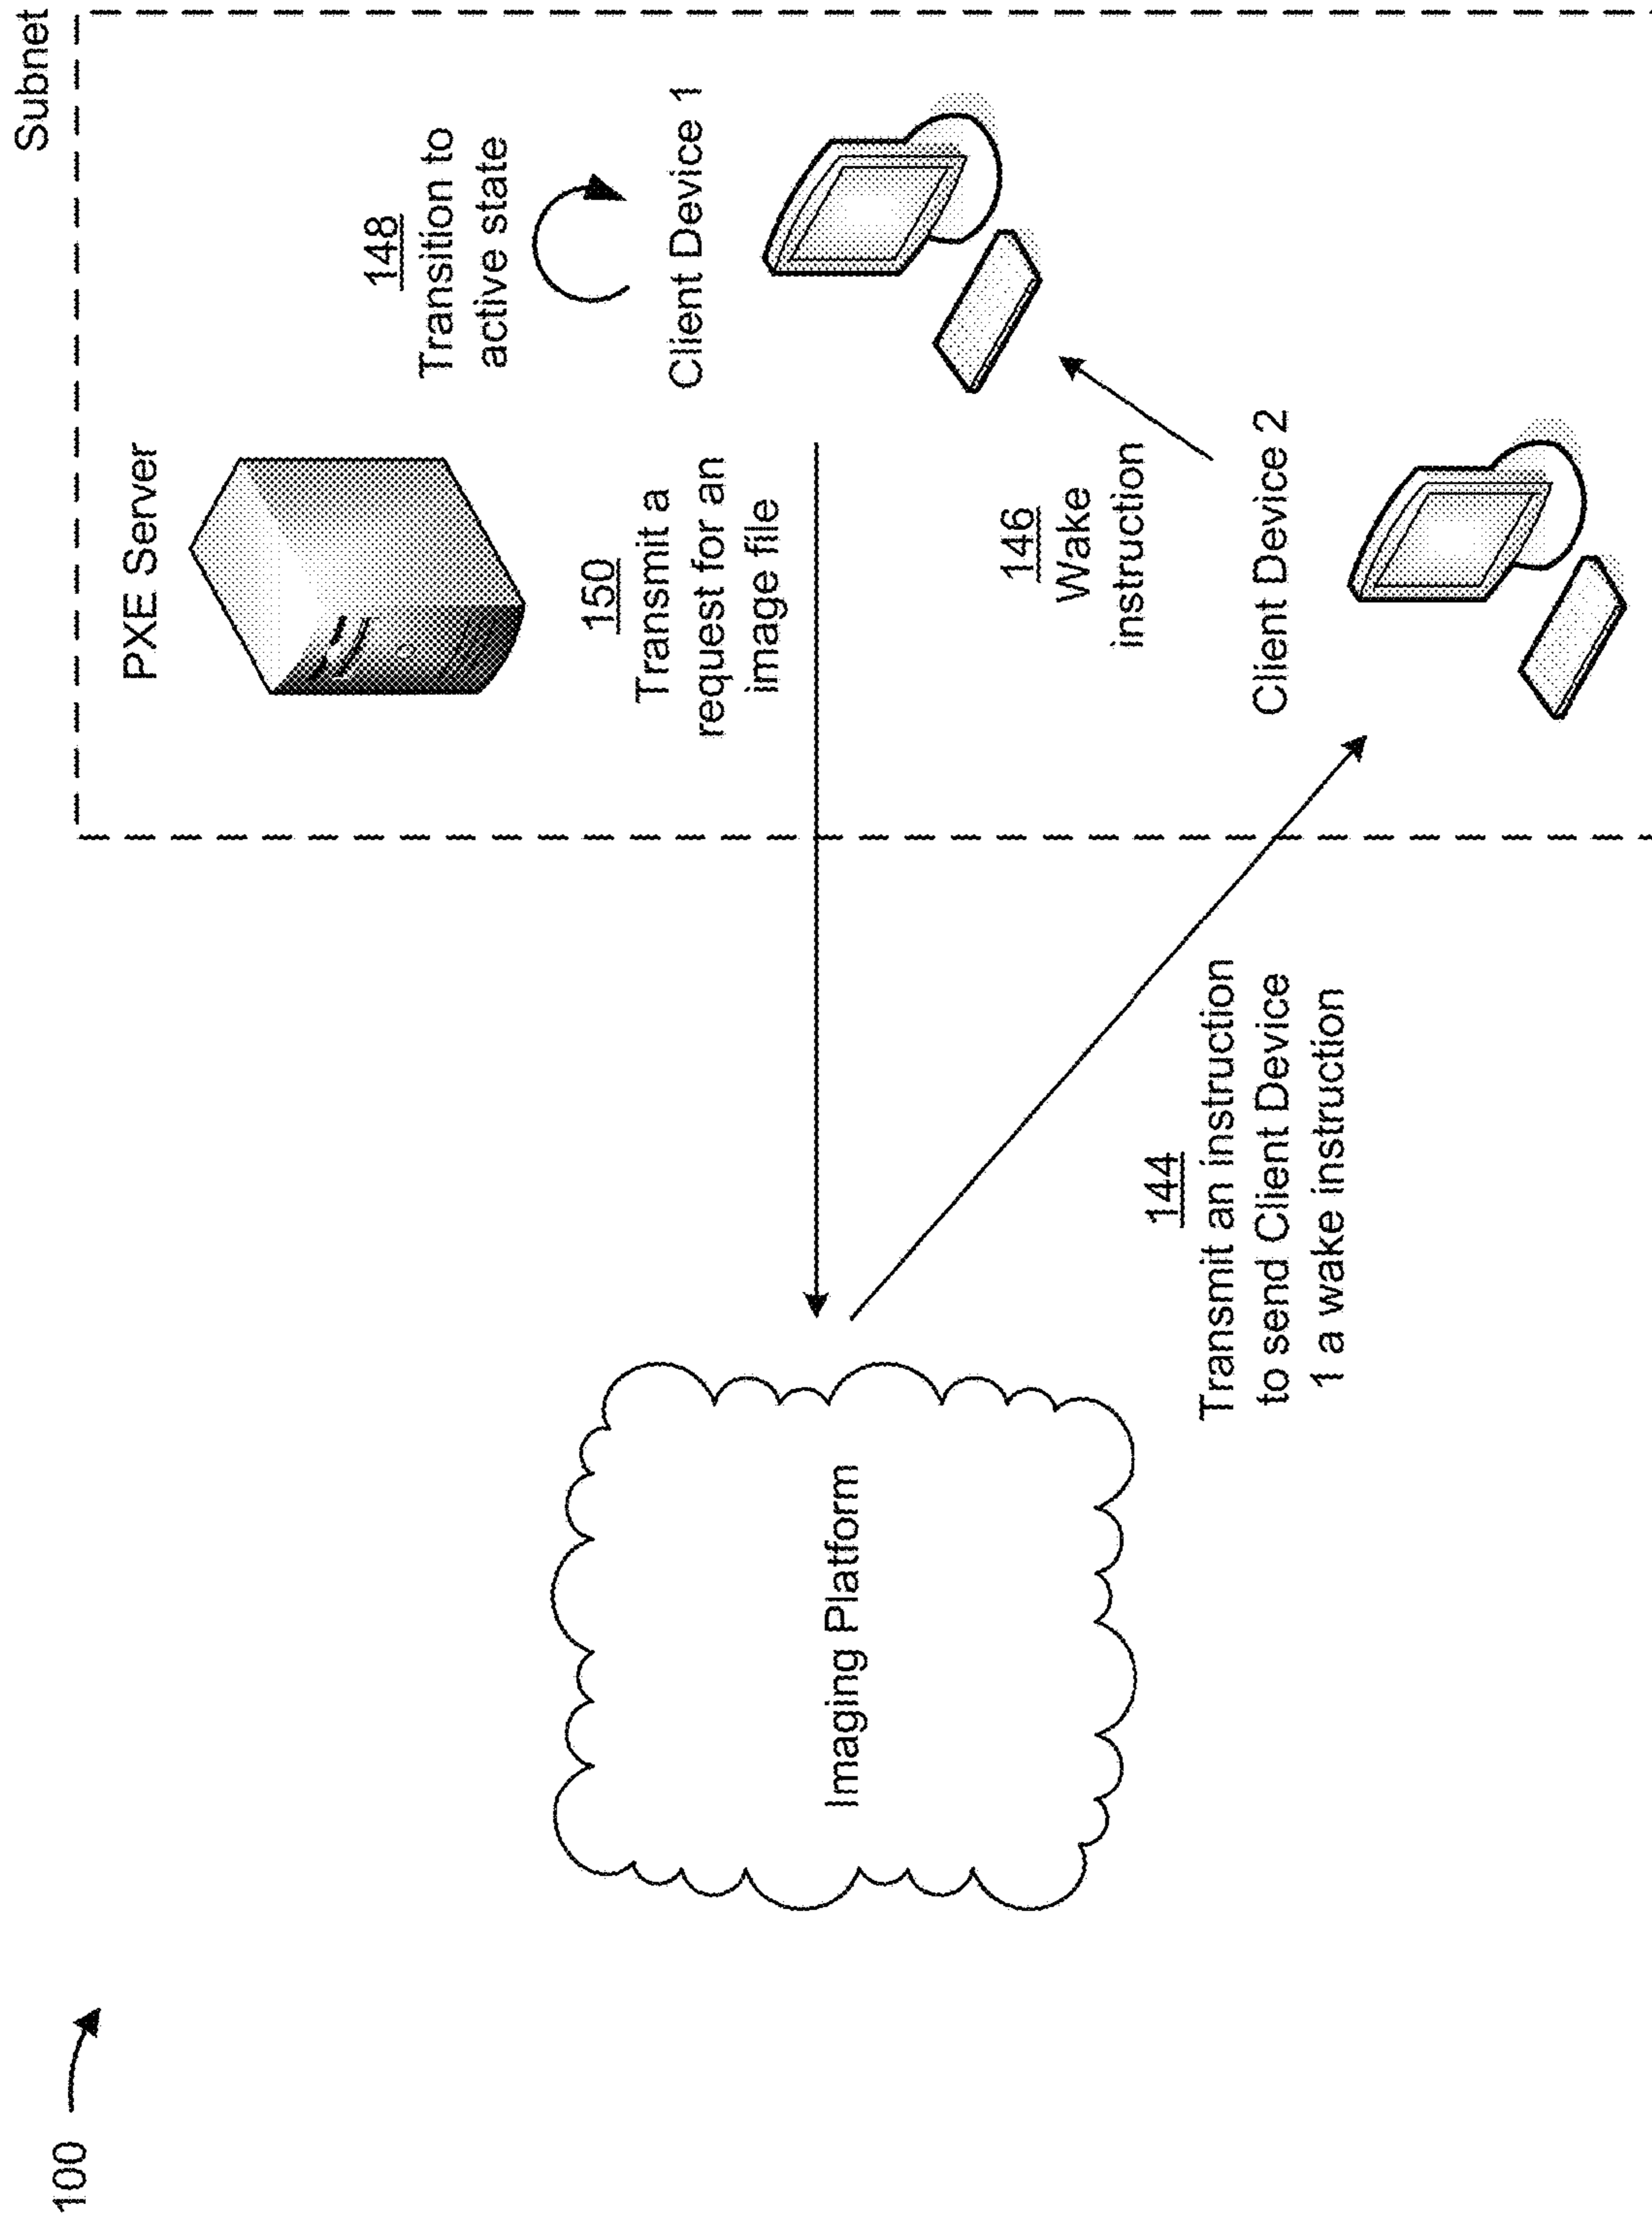 100
Subnet
PXE Server
148
Transition to
active state
Client Device 1
150
Transmit a
request for an
image file
146
Wake
instruction
Client Device 2
Imaging Platform
144
Transmit an instruction
to send Client Device
1 a wake instruction